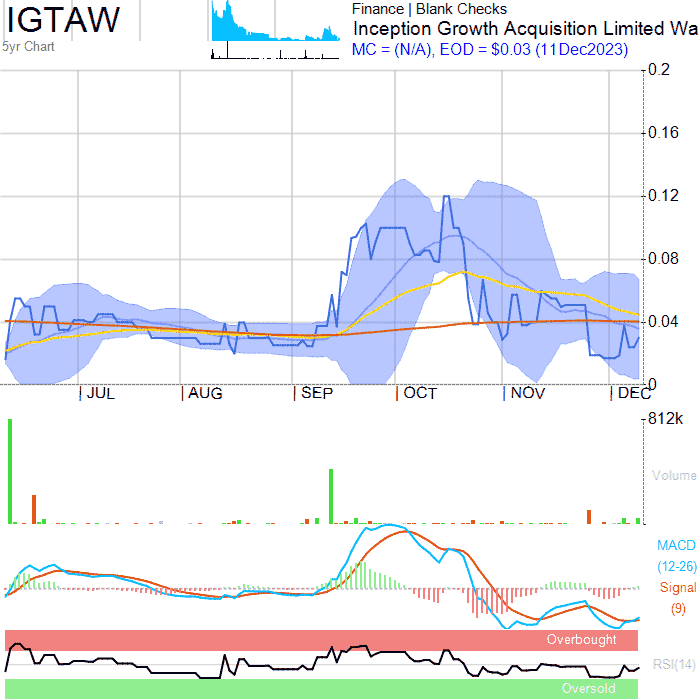 IGTAW
5yr Chart
Finance | Blank Checks
Inception Growth Acquisition Limited Wa
MC = (N/A), EOD = $0.03 (11Dec2023)
0.2
0.16
0.12
0.08
0.04
0
JUL
AUG
SEP
OCT
NOV
DEC
812k
Volume
MACD
(12-26)
Signal
(9)
Overbought
RSI(14)
Oversold